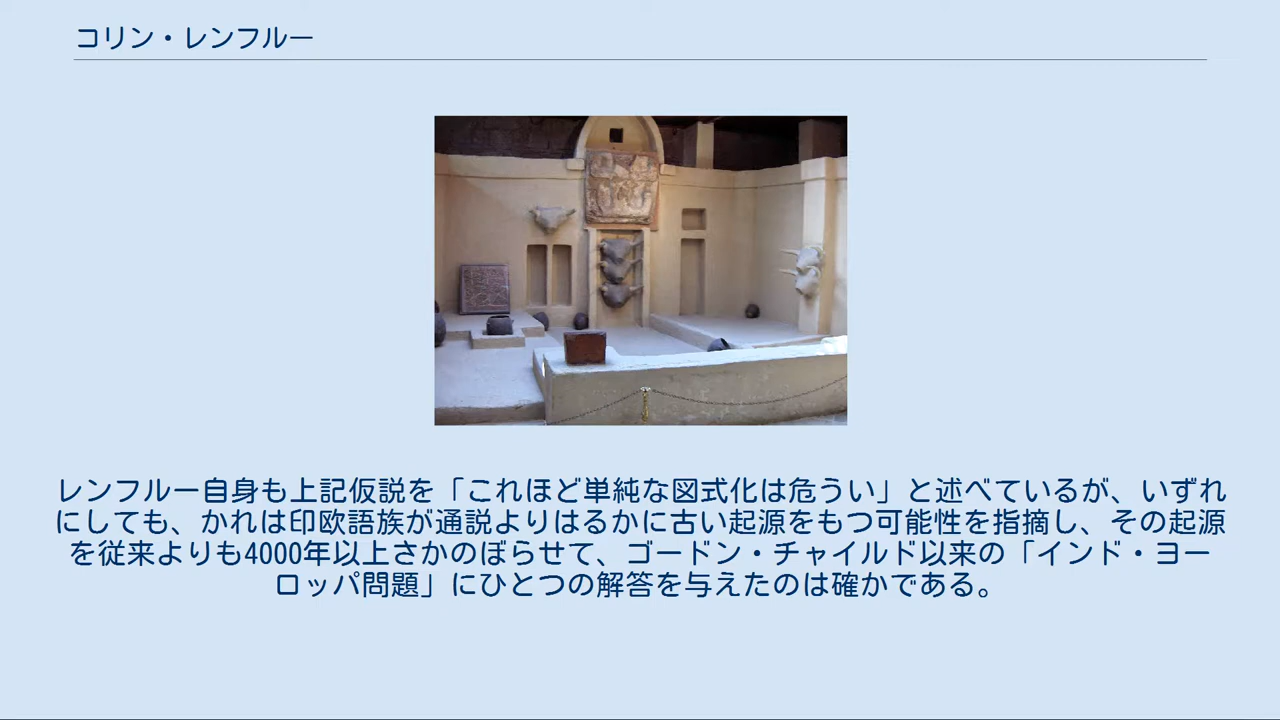 コリン・レンフルー
レンフルー自身も上記仮説を「これほど単純な図式化は危うい」と述べているが、いずれ
にしても、かれは印欧語族が通説よりはるかに古い起源をもつ可能性を指摘し、その起源
を従来よりも4000年以上さかのぼらせて、ゴードン・チャイルド以来の「インド・ヨー
ロッパ問題」にひとつの解答を与えたのは確かである。